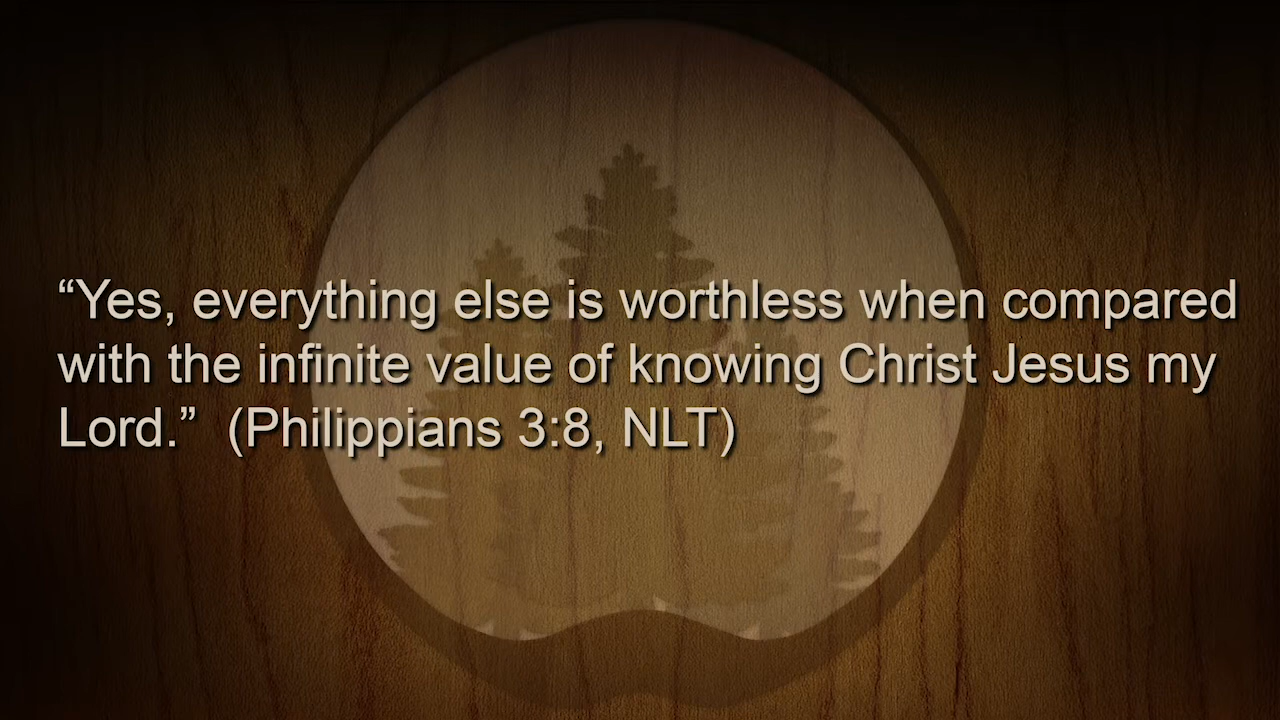 “Yes, everything else is worthless when compared
with the infinite value of knowing Christ Jesus my
Lord.”  (Philippians 3:8, NLT)